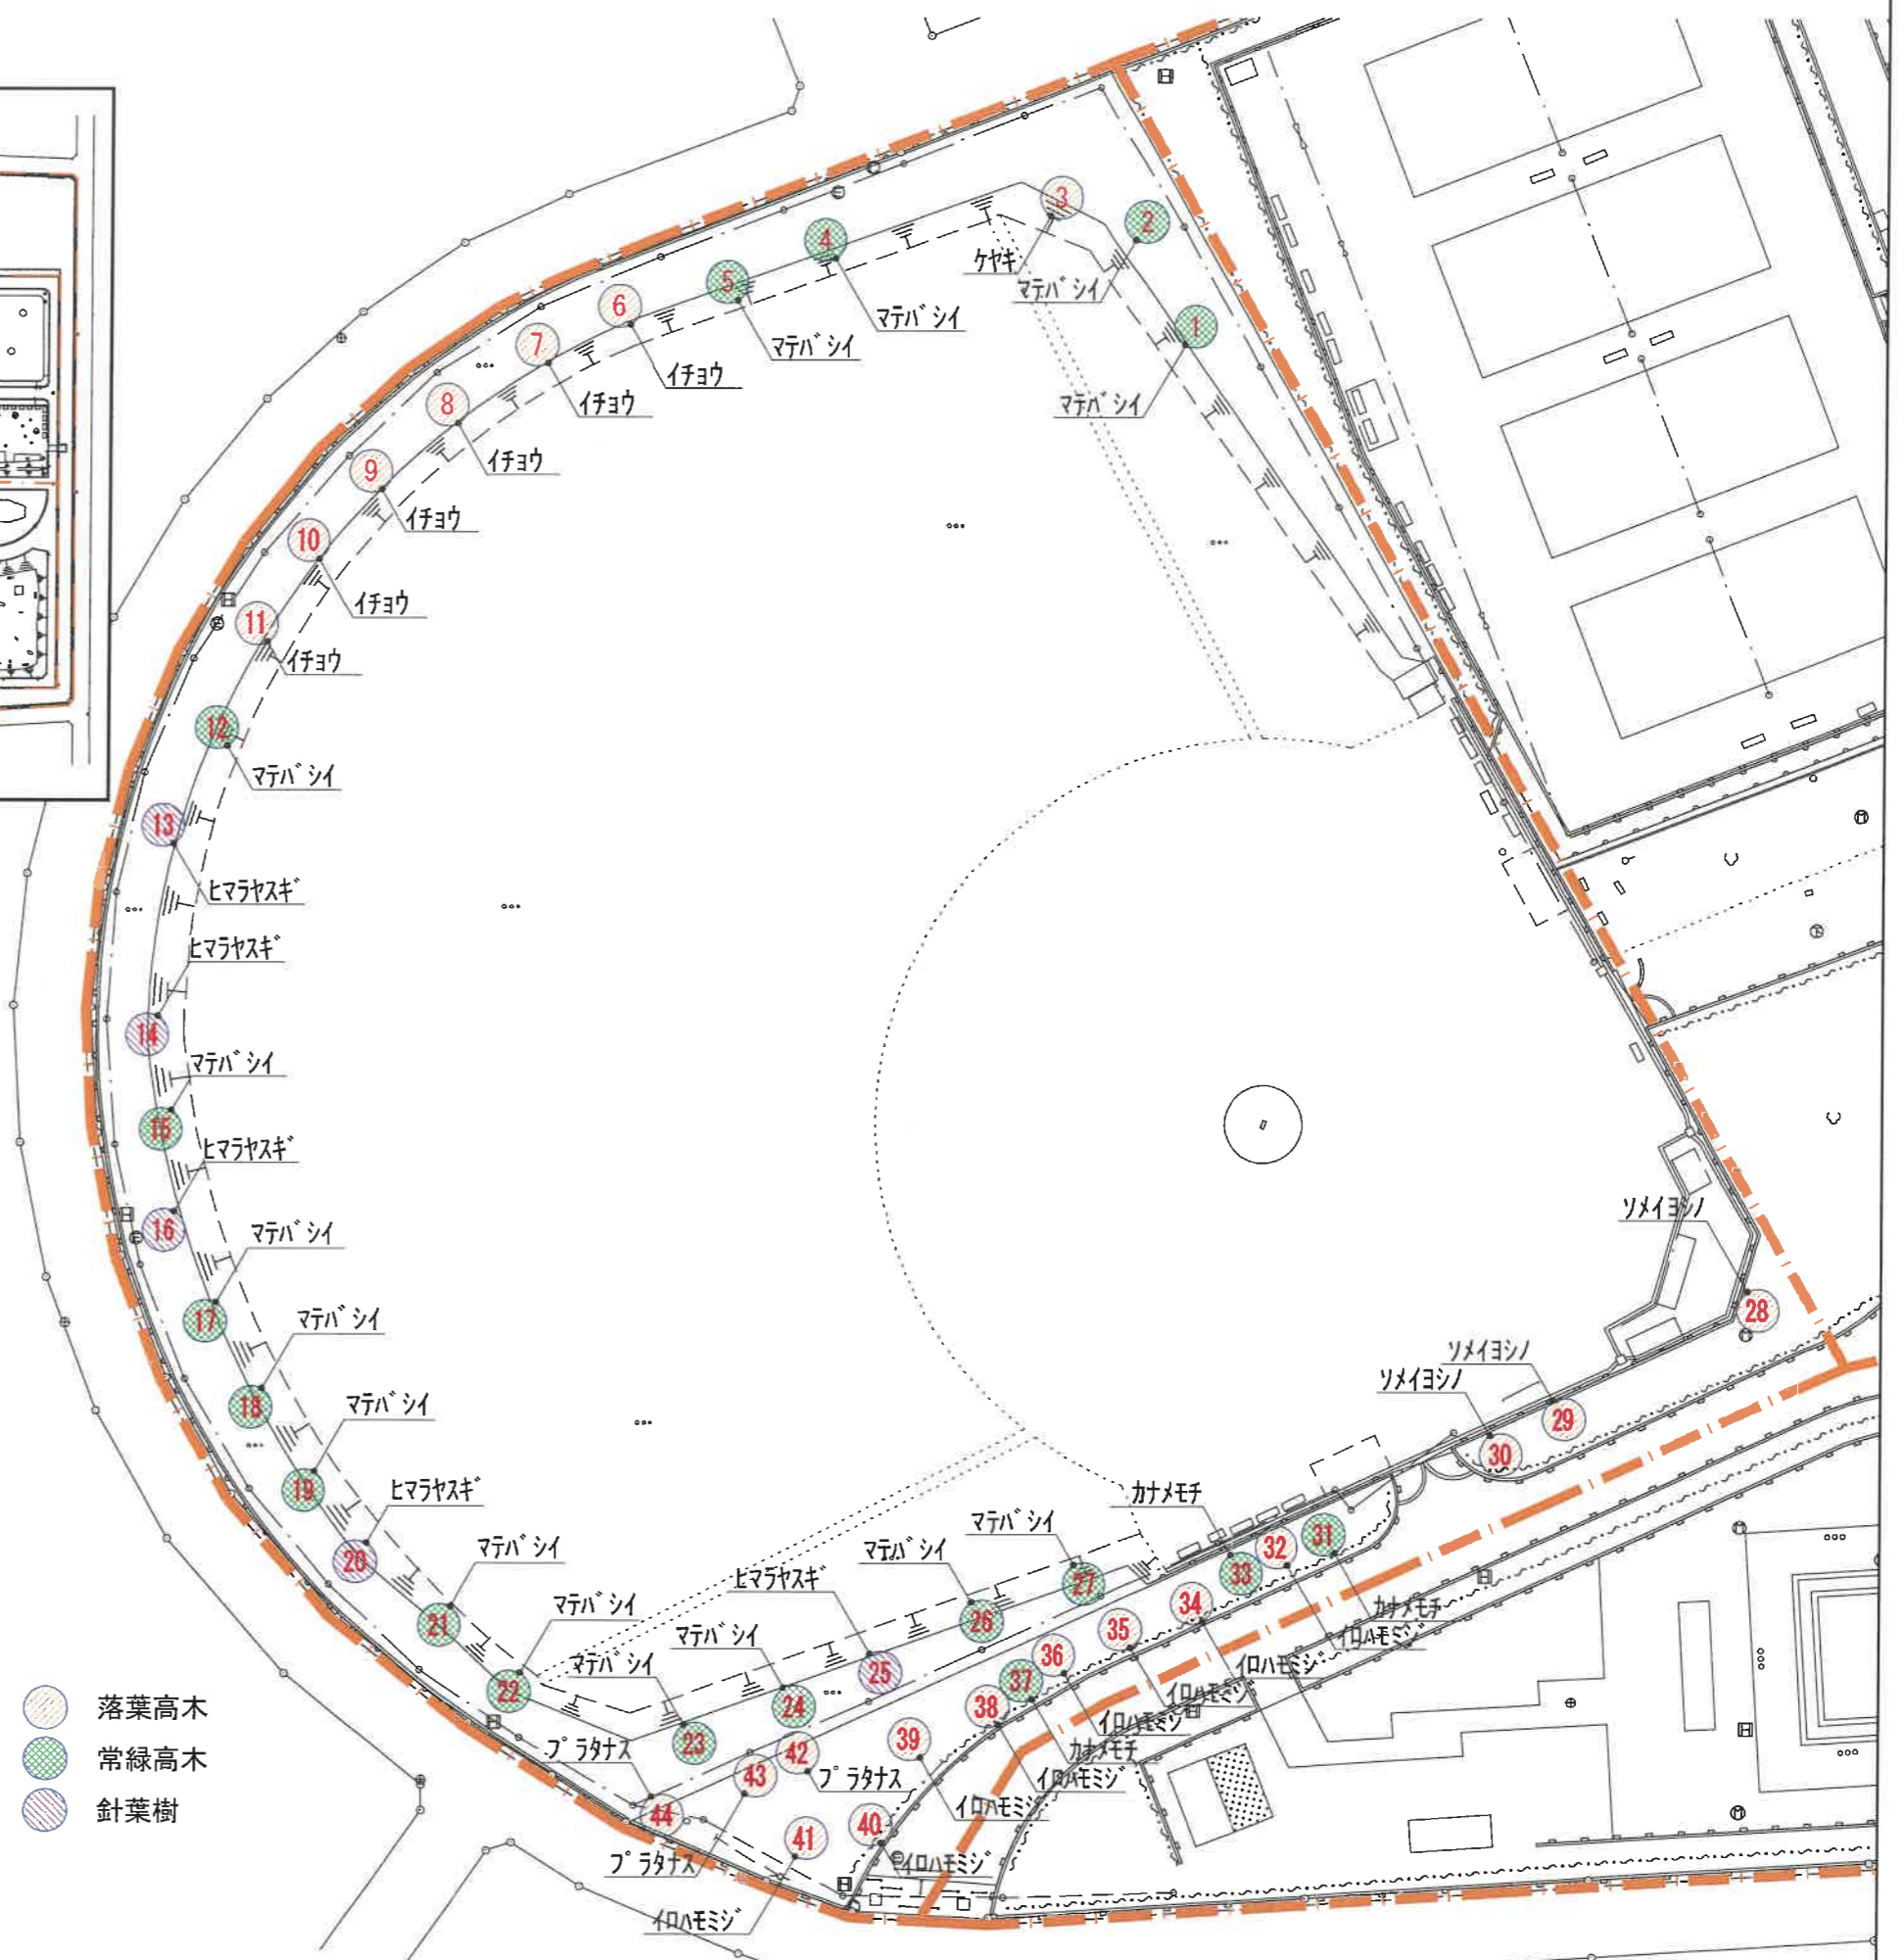 3
2
ケヤキ
マテバシイ
4
マテバシイ
5
マテバシイ
1
マテバシイ
6
イチョウ
7
イチョウ
8
イチョウ
9
イチョウ
10
イチョウ
11
イチョウ
12
マテバシイ
13
ヒマラヤスギ
ヒマラヤスギ
14
マテバシイ
15
ヒマラヤスギ
16
マテバシイ
17
マテバシイ
18
マテバシイ
19
ヒマラヤスギ
20
マテバシイ
21
マテバシイ
22
マテバシイ
23
マテバシイ
24
ヒマラヤスギ
25
マテバシイ
26
マテバシイ
27
ソメイヨシノ
28
ソメイヨシノ
29
ソメイヨシノ
30
カナメモチ
33
31
カナメモチ
32
イロハモミジ
34
イロハモミジ
35
イロハモミジ
36
イロハモミジ
37
カナメモチ
38
イロハモミジ
39
イロハモミジ
40
イロハモミジ
41
イロハモミジ
42
プラタナス
43
プラタナス
プラタナス
44
落葉高木
常緑高木
針葉樹